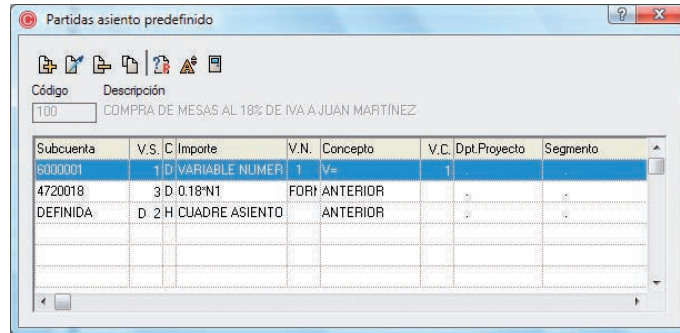 Partidas asiento predefinido
Código Descripción
100 COMPRA DE MESAS AL 18% DE IVA A JUAN MARTÍNEZ
Subcuenta V.S. C Importe V.N. Concepto V.C. Dpt.Proyecto Segmento
6000001 1 D VARIABLE NUMER 1 V= 1 . .
4720018 3 D 0.18*N1 FORM ANTERIOR . .
DEFINIDA D 2 H CUADRE ASIENTO ANTERIOR . .